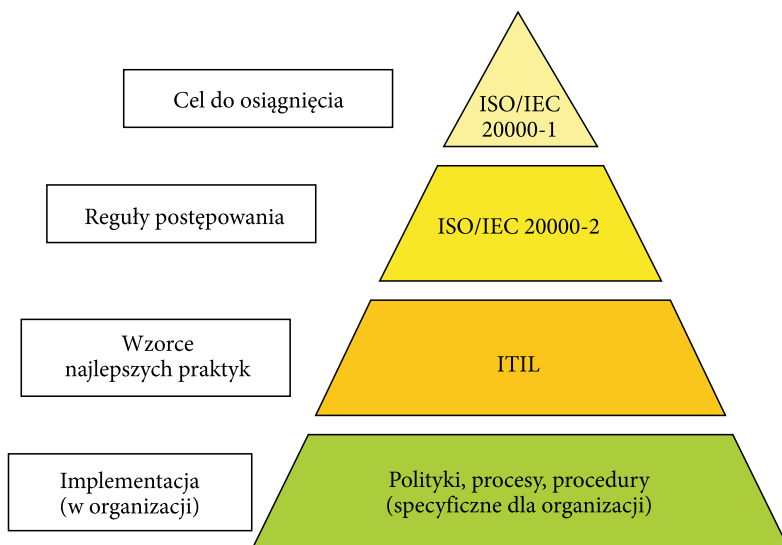 Cel do osiągnięcia
ISO/IEC
20000-1
Reguły postępowania
ISO/IEC 20000-2
Wzorce
najlepszych praktyk
ITIL
Implementacja
(w organizacji)
Polityki, procesy, procedury
(specyficzne dla organizacji)